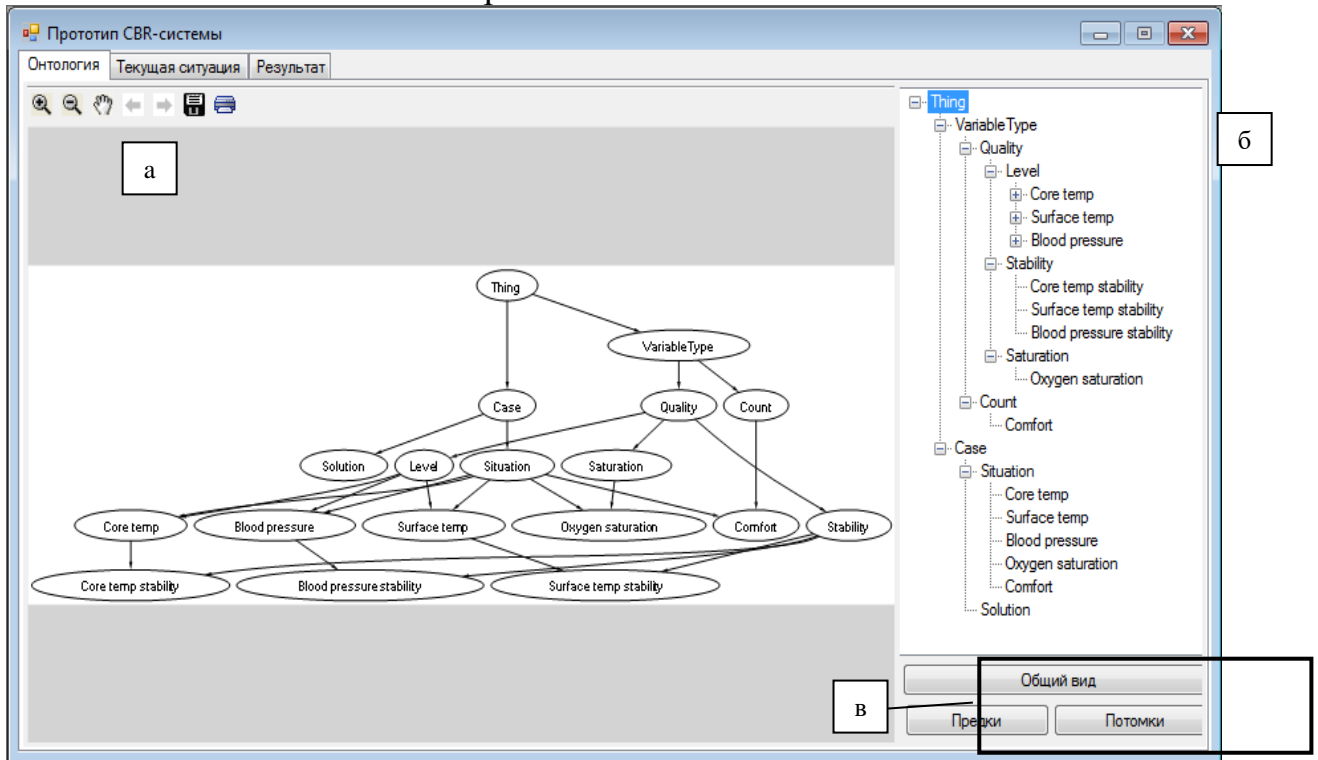 Прототип CBR-системы
Онтология Текущая ситуация Результат
а
б
Thing
VariableType
Case
Quality
Count
Solution
Level
Situation
Saturation
Core temp
Blood pressure
Surface temp
Oxygen saturation
Comfort
Stability
Core temp stability
Blood pressure stability
Surface temp stability
Thing
VariableType
Quality
Level
Core temp
Surface temp
Blood pressure
Stability
Core temp stability
Surface temp stability
Blood pressure stability
Saturation
Oxygen saturation
Count
Comfort
Case
Situation
Core temp
Surface temp
Blood pressure
Oxygen saturation
Comfort
Solution
в
Общий вид
Предки Потомки